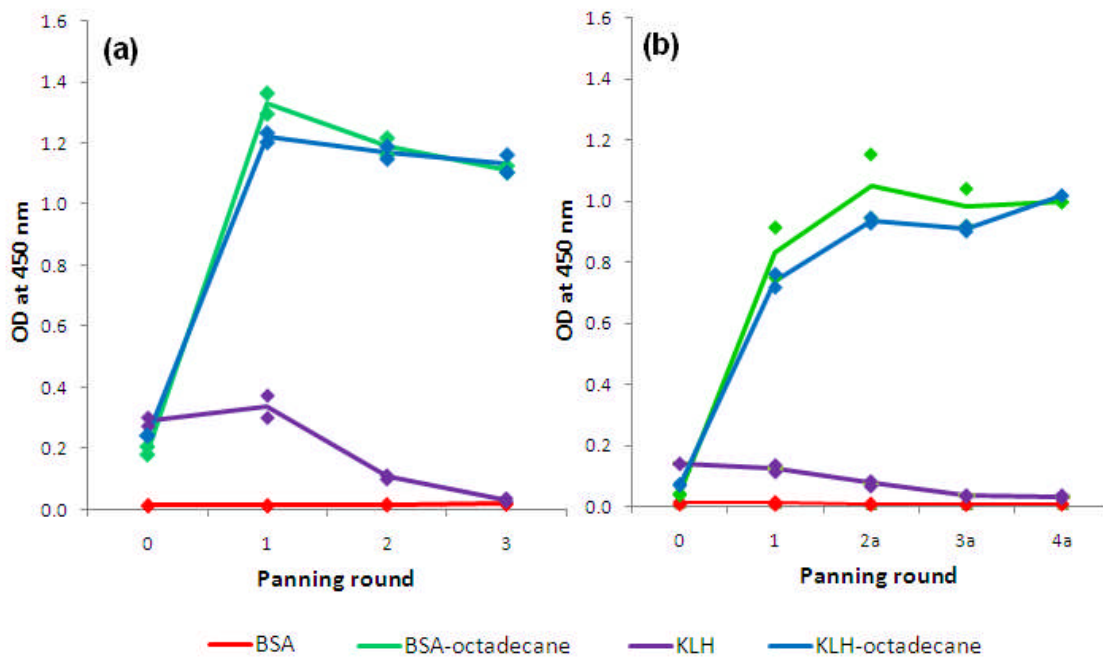 (a)
OD at 450 nm
1.6
1.4
1.2
1.0
0.8
0.6
0.4
0.2
0.0
0 1 2 3
Panning round
(b)
OD at 450 nm
1.6
1.4
1.2
1.0
0.8
0.6
0.4
0.2
0.0
0 1 2a 3a 4a
Panning round
BSA BSA-octadecane KLH KLH-octadecane